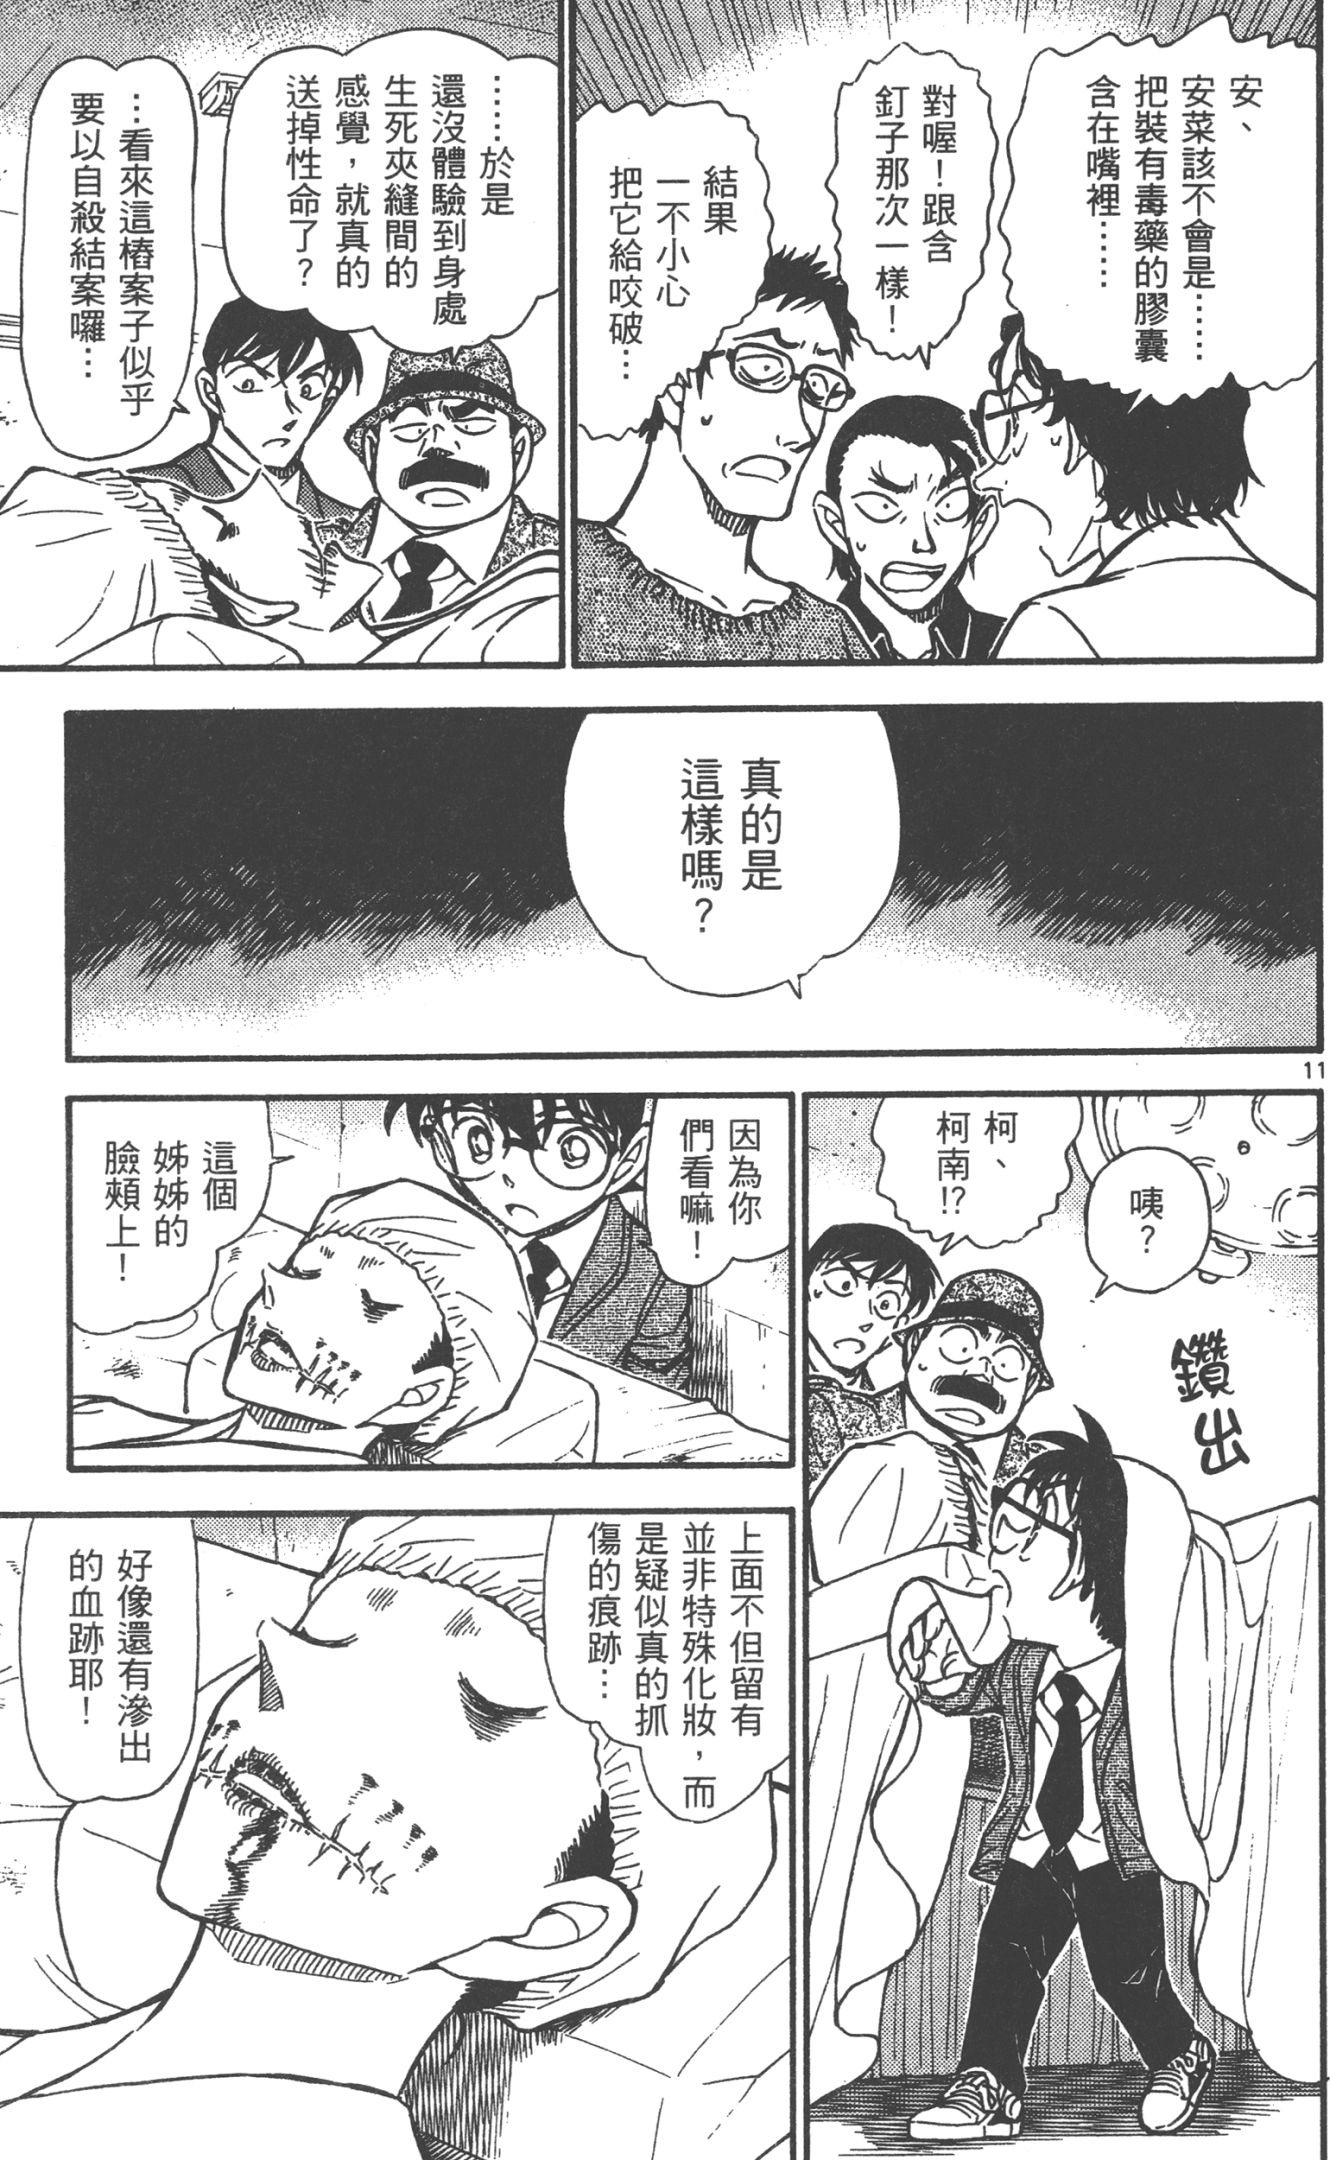 安、
安菜該不會是……
把裝有毒藥的膠囊
含在嘴裡……
對喔！跟含
釘子那次一樣！
結果
一不小心
把它給咬破…
……於是
還沒體驗到身處
生死夾縫間的
感覺，就真的
送掉性命了？
…看來這樁案子似乎
要以自殺結案囉…
真的是
這樣嗎？
11
咦？
柯、
柯南!?
鑽出
因為你
們看嘛！
這個
姊姊的
臉頰上！
上面不但留有
並非特殊化妝，而
是疑似真的抓
傷的痕跡…
好像還有滲出
的血跡耶！